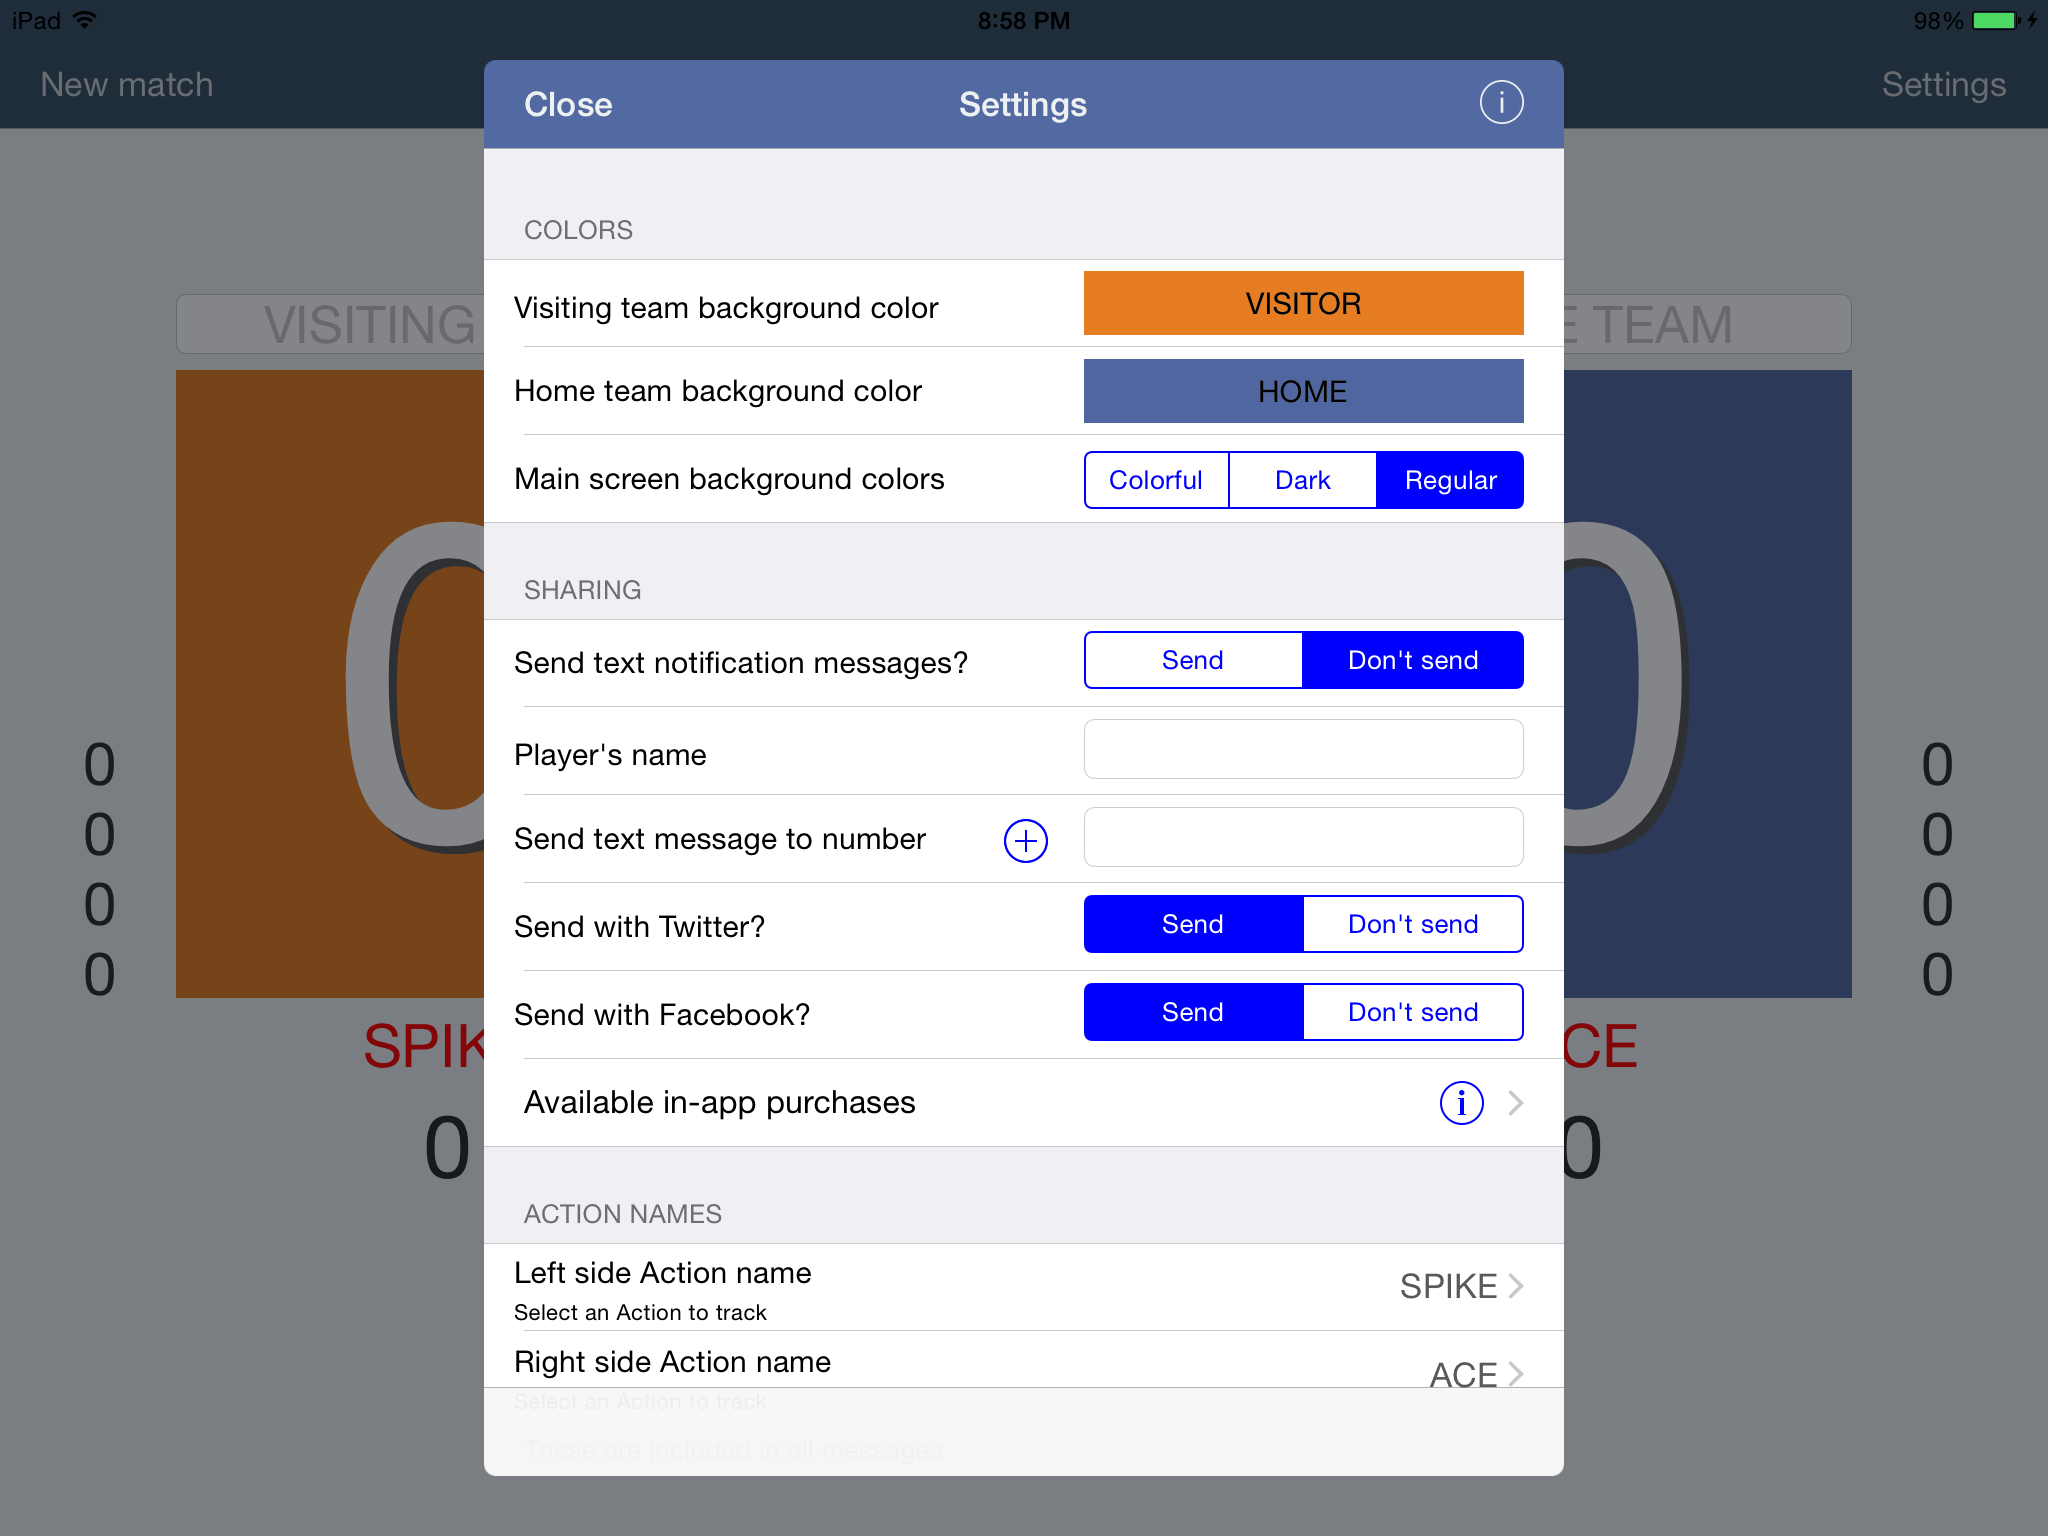 iPad 8:58 PM 98%
New match Settings
Close Settings i
COLORS
Visiting team background color VISITOR
VISITING E TEAM
Home team background color HOME
Main screen background colors Colorful Dark Regular
SHARING
Send text notification messages? Send Don't send
Player's name
0 0
Send text message to number
0 0
0 0
Send with Twitter? Send Don't send
0 0
0 0
Send with Facebook? Send Don't send
SPIK CE
Available in-app purchases i
0 0
ACTION NAMES
Left side Action name SPIKE
Select an Action to track
Right side Action name ACE
Select an Action to track
These are included in all messages